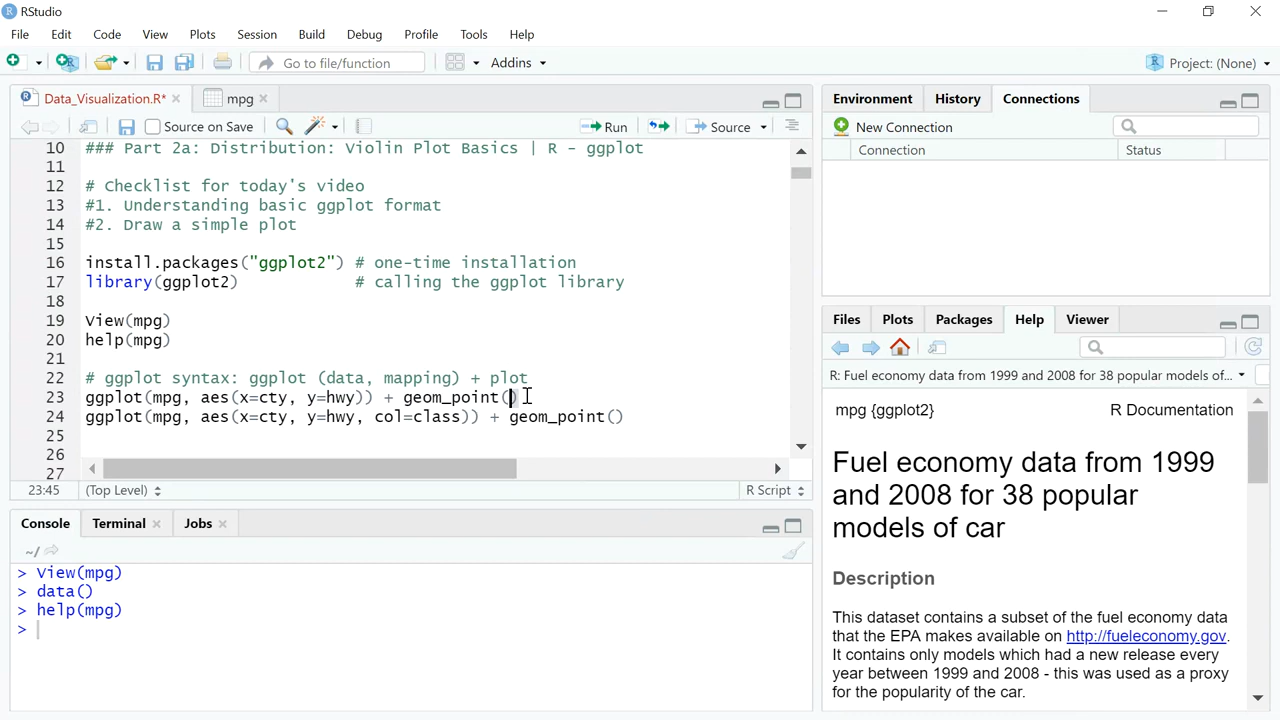 RStudio
File Edit Code View Plots Session Build Debug Profile Tools Help
Go to file/function Addins Project: (None)
Data_Visualization.R* mpg
Source on Save Run Source
10 ### Part 2a: Distribution: Violin Plot Basics | R - ggplot
11
12 # Checklist for today's video
13 #1. Understanding basic ggplot format
14 #2. Draw a simple plot
15
16 install.packages("ggplot2") # one-time installation
17 library(ggplot2) # calling the ggplot library
18
19 View(mpg)
20 help(mpg)
21
22 # ggplot syntax: ggplot (data, mapping) + plot
23 ggplot(mpg, aes(x=cty, y=hwy)) + geom_point()
24 ggplot(mpg, aes(x=cty, y=hwy, col=class)) + geom_point()
25
26
27
23:45 (Top Level) R Script
Console Terminal Jobs
~/
> View(mpg)
> data()
> help(mpg)
>
Environment History Connections
New Connection
Connection Status
Files Plots Packages Help Viewer
R: Fuel economy data from 1999 and 2008 for 38 popular models of...
mpg {ggplot2} R Documentation
Fuel economy data from 1999
and 2008 for 38 popular
models of car
Description
This dataset contains a subset of the fuel economy data
that the EPA makes available on http://fueleconomy.gov.
It contains only models which had a new release every
year between 1999 and 2008 - this was used as a proxy
for the popularity of the car.